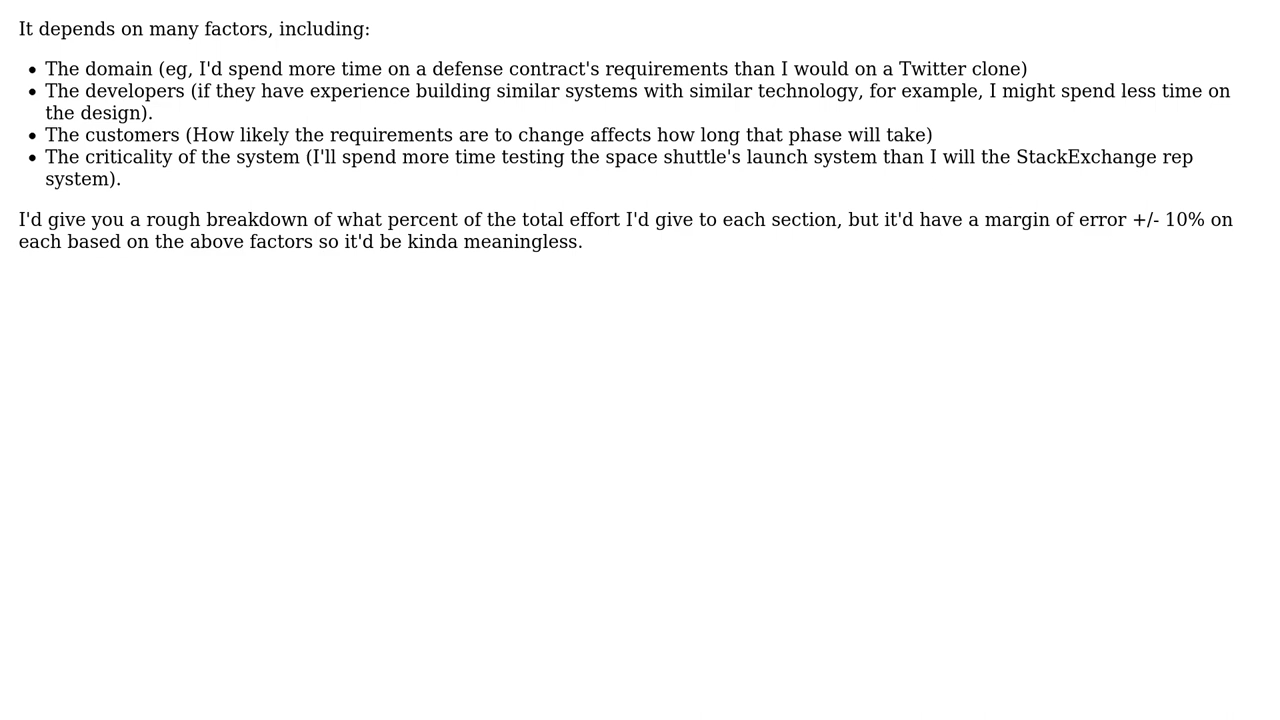 It depends on many factors, including:
• The domain (eg, I'd spend more time on a defense contract's requirements than I would on a Twitter clone)
• The developers (if they have experience building similar systems with similar technology, for example, I might spend less time on
the design).
• The customers (How likely the requirements are to change affects how long that phase will take)
• The criticality of the system (I'll spend more time testing the space shuttle's launch system than I will the StackExchange rep
system).
I'd give you a rough breakdown of what percent of the total effort I'd give to each section, but it'd have a margin of error +/- 10% on
each based on the above factors so it'd be kinda meaningless.